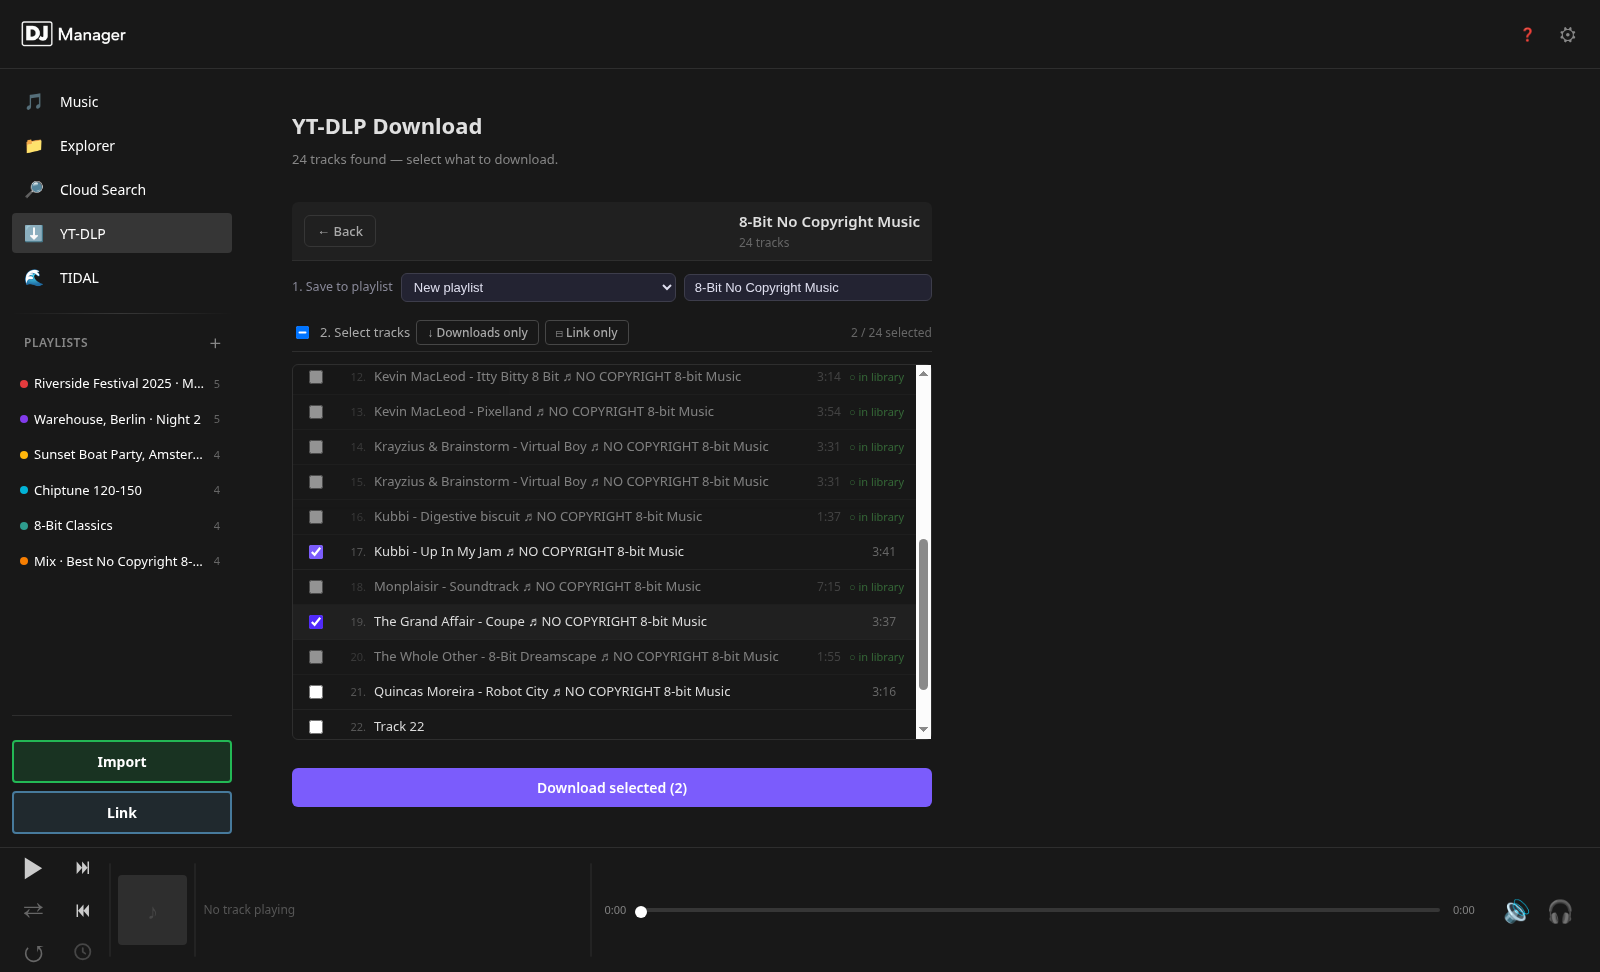 DJ Manager
?
Music
Explorer
Cloud Search
YT-DLP
TIDAL
PLAYLISTS +
Riverside Festival 2025 · M... 5
Warehouse, Berlin · Night 2 5
Sunset Boat Party, Amster... 4
Chiptune 120-150 4
8-Bit Classics 4
Mix · Best No Copyright 8-... 4
Import
Link
YT-DLP Download
24 tracks found — select what to download.
← Back
8-Bit No Copyright Music
24 tracks
1. Save to playlist New playlist 8-Bit No Copyright Music
2. Select tracks ↓ Downloads only ⊟ Link only 2 / 24 selected
12. Kevin MacLeod - Itty Bitty 8 Bit ♬ NO COPYRIGHT 8-bit Music 3:14 ○ in library
13. Kevin MacLeod - Pixelland ♬ NO COPYRIGHT 8-bit Music 3:54 ○ in library
14. Krayzius & Brainstorm - Virtual Boy ♬ NO COPYRIGHT 8-bit Music 3:31 ○ in library
15. Krayzius & Brainstorm - Virtual Boy ♬ NO COPYRIGHT 8-bit Music 3:31 ○ in library
16. Kubbi - Digestive biscuit ♬ NO COPYRIGHT 8-bit Music 1:37 ○ in library
17. Kubbi - Up In My Jam ♬ NO COPYRIGHT 8-bit Music 3:41
18. Monplaisir - Soundtrack ♬ NO COPYRIGHT 8-bit Music 7:15 ○ in library
19. The Grand Affair - Coupe ♬ NO COPYRIGHT 8-bit Music 3:37
20. The Whole Other - 8-Bit Dreamscape ♬ NO COPYRIGHT 8-bit Music 1:55 ○ in library
21. Quincas Moreira - Robot City ♬ NO COPYRIGHT 8-bit Music 3:16
22. Track 22
Download selected (2)
No track playing
0:00
0:00